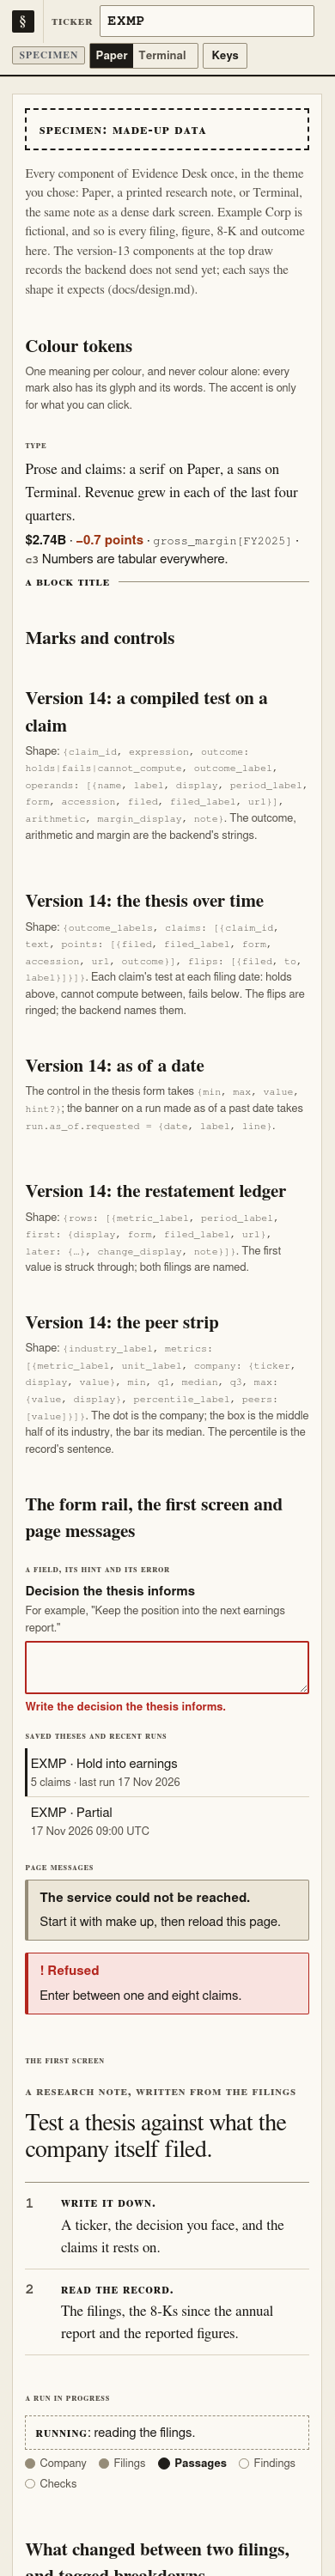 § TICKER EXMP
SPECIMEN Paper Terminal Keys
SPECIMEN: MADE-UP DATA
Every component of Evidence Desk once, in the theme
you chose: Paper, a printed research note, or Terminal,
the same note as a dense dark screen. Example Corp is
fictional, and so is every filing, figure, 8-K and outcome
here. The version-13 components at the top draw
records the backend does not send yet; each says the
shape it expects (docs/design.md).
Colour tokens
One meaning per colour, and never colour alone: every
mark also has its glyph and its words. The accent is only
for what you can click.
TYPE
Prose and claims: a serif on Paper, a sans on
Terminal. Revenue grew in each of the last four
quarters.
$2.74B · −0.7 points · gross_margin[FY2025] ·
c3 Numbers are tabular everywhere.
A BLOCK TITLE
Marks and controls
Version 14: a compiled test on a
claim
Shape: {claim_id, expression, outcome:
holds|fails|cannot_compute, outcome_label,
operands: [{name, label, display, period_label,
form, accession, filed, filed_label, url}],
arithmetic, margin_display, note}. The outcome,
arithmetic and margin are the backend's strings.
Version 14: the thesis over time
Shape: {outcome_labels, claims: [{claim_id,
text, points: [{filed, filed_label, form,
accession, url, outcome}], flips: [{filed, to,
label}]}]}. Each claim's test at each filing date: holds
above, cannot compute between, fails below. The flips are
ringed; the backend names them.
Version 14: as of a date
The control in the thesis form takes {min, max, value,
hint?}; the banner on a run made as of a past date takes
run.as_of.requested = {date, label, line}.
Version 14: the restatement ledger
Shape: {rows: [{metric_label, period_label,
first: {display, form, filed_label, url},
later: {…}, change_display, note}]}. The first
value is struck through; both filings are named.
Version 14: the peer strip
Shape: {industry_label, metrics:
[{metric_label, unit_label, company: {ticker,
display, value}, min, q1, median, q3, max:
{value, display}, percentile_label, peers:
[value]}]}. The dot is the company; the box is the middle
half of its industry, the bar its median. The percentile is the
record's sentence.
The form rail, the first screen and
page messages
A FIELD, ITS HINT AND ITS ERROR
Decision the thesis informs
For example, "Keep the position into the next earnings
report."
Write the decision the thesis informs.
SAVED THESES AND RECENT RUNS
EXMP · Hold into earnings
5 claims · last run 17 Nov 2026
EXMP · Partial
17 Nov 2026 09:00 UTC
PAGE MESSAGES
The service could not be reached.
Start it with make up, then reload this page.
! Refused
Enter between one and eight claims.
THE FIRST SCREEN
A RESEARCH NOTE, WRITTEN FROM THE FILINGS
Test a thesis against what the
company itself filed.
1 WRITE IT DOWN.
A ticker, the decision you face, and the
claims it rests on.
2 READ THE RECORD.
The filings, the 8-Ks since the annual
report and the reported figures.
A RUN IN PROGRESS
RUNNING: reading the filings.
Company Filings Passages Findings
Checks
What changed between two filings,
and tagged breakdowns